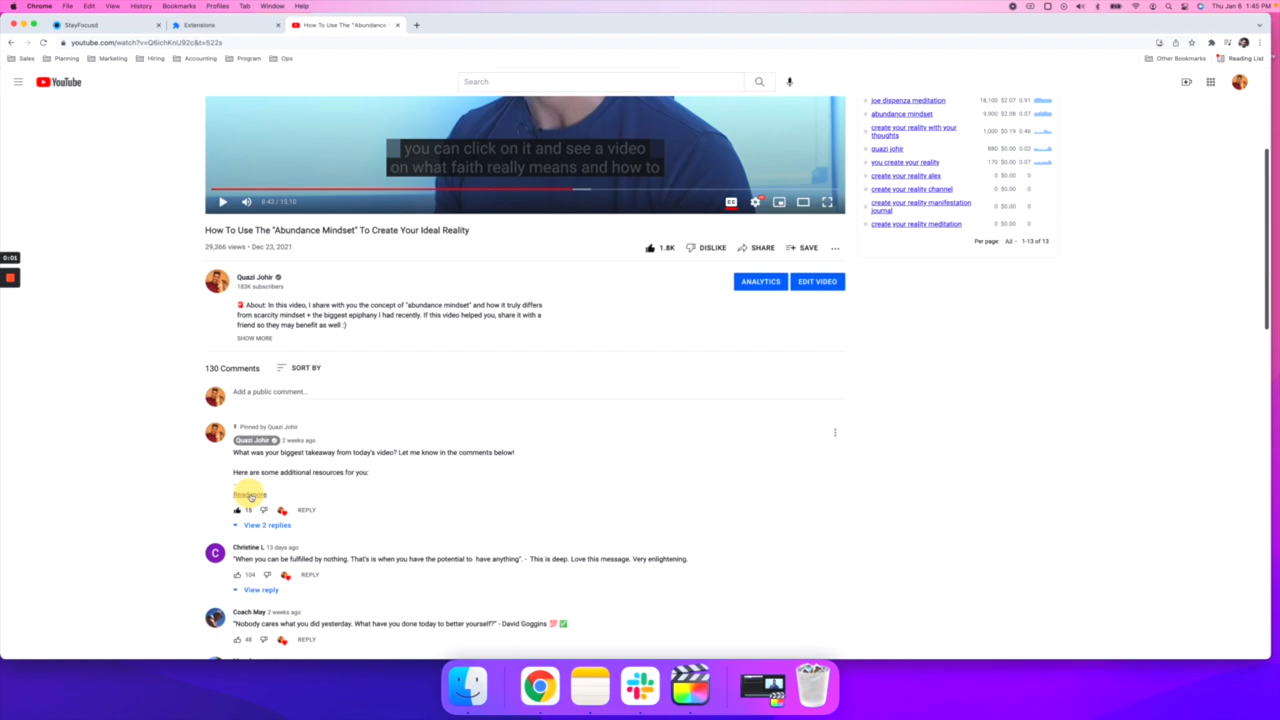 Chrome File Edit View History Bookmarks Profiles Tab Window Help
Thu Jan 6 1:45 PM
StayFocusd
Extensions
How To Use The "Abundance
youtube.com/watch?v=Q6ichKnU92c&t=522s
Sales Planning Marketing Hiring Accounting Program Ops
Other Bookmarks Reading List
YouTube
Search
you can click on it and see a video
on what faith really means and how to
6:43 / 15:10
CC
How To Use The "Abundance Mindset" To Create Your Ideal Reality
29,366 views • Dec 23, 2021
1.8K DISLIKE SHARE SAVE
Quazi Johir
183K subscribers
ANALYTICS EDIT VIDEO
About: In this video, I share with you the concept of "abundance mindset" and how it truly differs
from scarcity mindset + the biggest epiphany I had recently. If this video helped you, share it with a
friend so they may benefit as well :)
SHOW MORE
130 Comments SORT BY
Add a public comment...
Pinned by Quazi Johir
Quazi Johir 2 weeks ago
What was your biggest takeaway from today's video? Let me know in the comments below!
Here are some additional resources for you:
Read more
15 REPLY
View 2 replies
Christine L 13 days ago
"When you can be fulfilled by nothing. That's is when you have the potential to have anything". - This is deep. Love this message. Very enlightening.
104 REPLY
View reply
Coach May 2 weeks ago
"Nobody cares what you did yesterday. What have you done today to better yourself?" - David Goggins 💯 ✅
48 REPLY
joe dispenza meditation 18,100 $2.07 0.91
abundance mindset 9,900 $2.08 0.07
create your reality with your
thoughts 1,000 $0.19 0.46
quazi johir 880 $0.00 0.02
you create your reality 170 $0.00 0.07
create your reality alex 0 $0.00 0
create your reality channel 0 $0.00 0
create your reality manifestation
journal 0 $0.00 0
create your reality meditation 0 $0.00 0
Per page: All 1-13 of 13
0:01